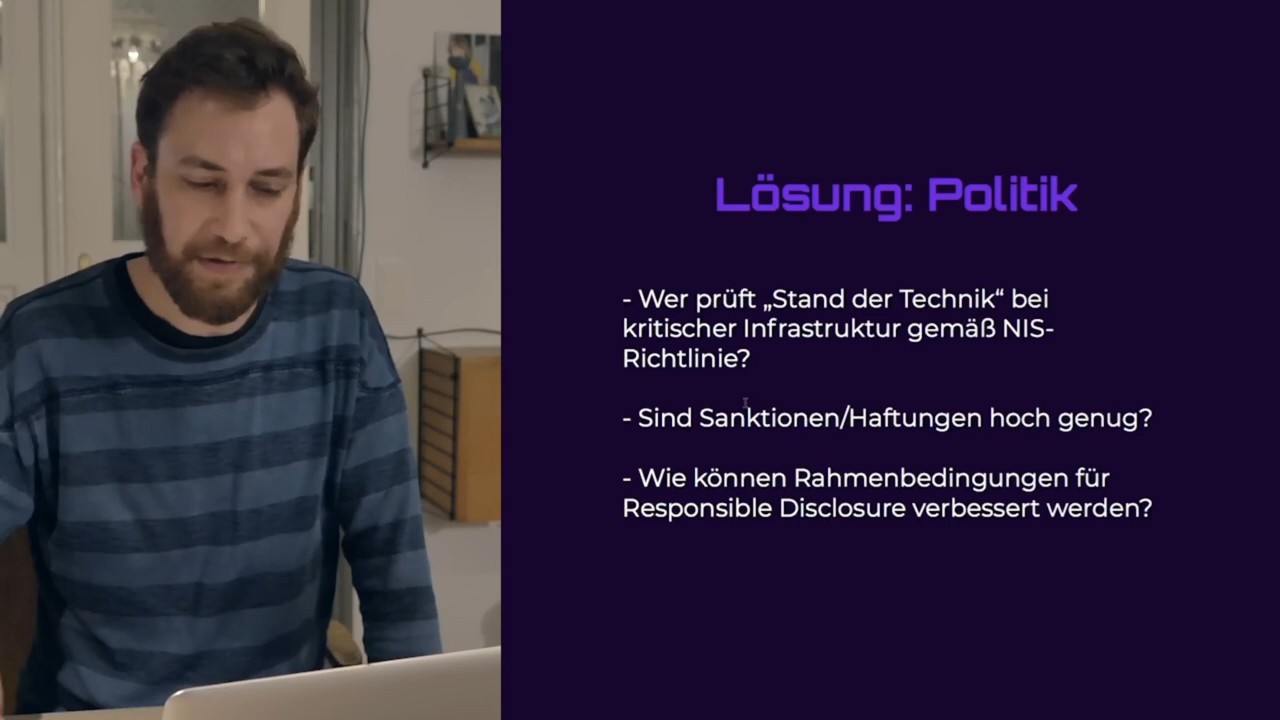 Lösung: Politik
- Wer prüft „Stand der Technik“ bei
kritischer Infrastruktur gemäß NIS-
Richtlinie?
- Sind Sanktionen/Haftungen hoch genug?
- Wie können Rahmenbedingungen für
Responsible Disclosure verbessert werden?